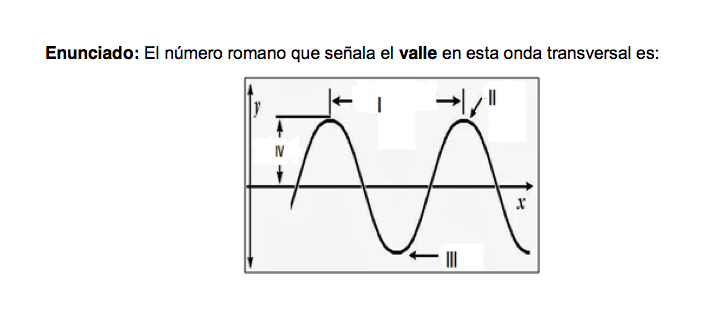 Enunciado: El número romano que señala el valle en esta onda transversal es:
y
I
II
IV
x
III